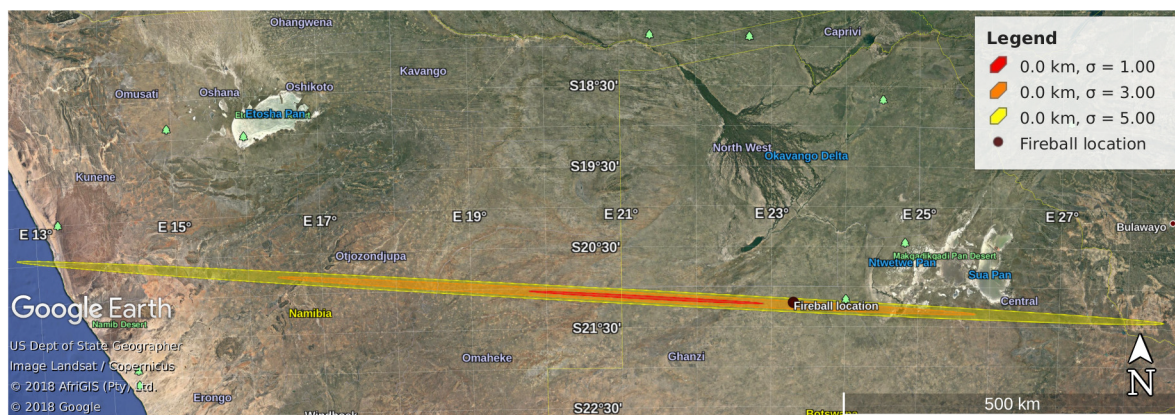 Ohangwena
Caprivi
Kavango
Omusati
Oshana
Oshikoto
Etosha Pan
S18°30'
North West
Okavango Delta
S19°30'
Kunene
E 13°
E 15°
E 17°
E 19°
E 21°
E 23°
E 25°
E 27°
Bulawayo
Otjozondjupa
S20°30'
Makgadikgadi Pan Desert
Ntwetwe Pan
Sua Pan
Google Earth
Namib Desert
Namibia
Fireball location
Central
S21°30'
US Dept of State Geographer
Image Landsat / Copernicus
© 2018 AfriGIS (Pty) Ltd.
© 2018 Google
Omaheke
Ghanzi
Erongo
Windhoek
S22°30'
Botswana
500 km
N
Legend
0.0 km, σ = 1.00
0.0 km, σ = 3.00
0.0 km, σ = 5.00
Fireball location